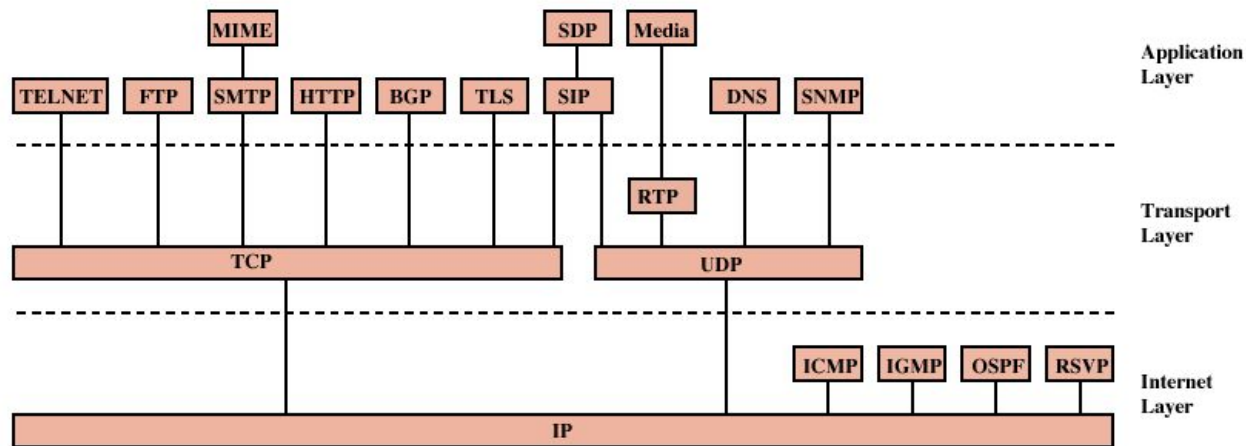 MIME SDP Media
Application
Layer
TELNET FTP SMTP HTTP BGP TLS SIP DNS SNMP
RTP
Transport
Layer
TCP UDP
ICMP IGMP OSPF RSVP
Internet
Layer
IP